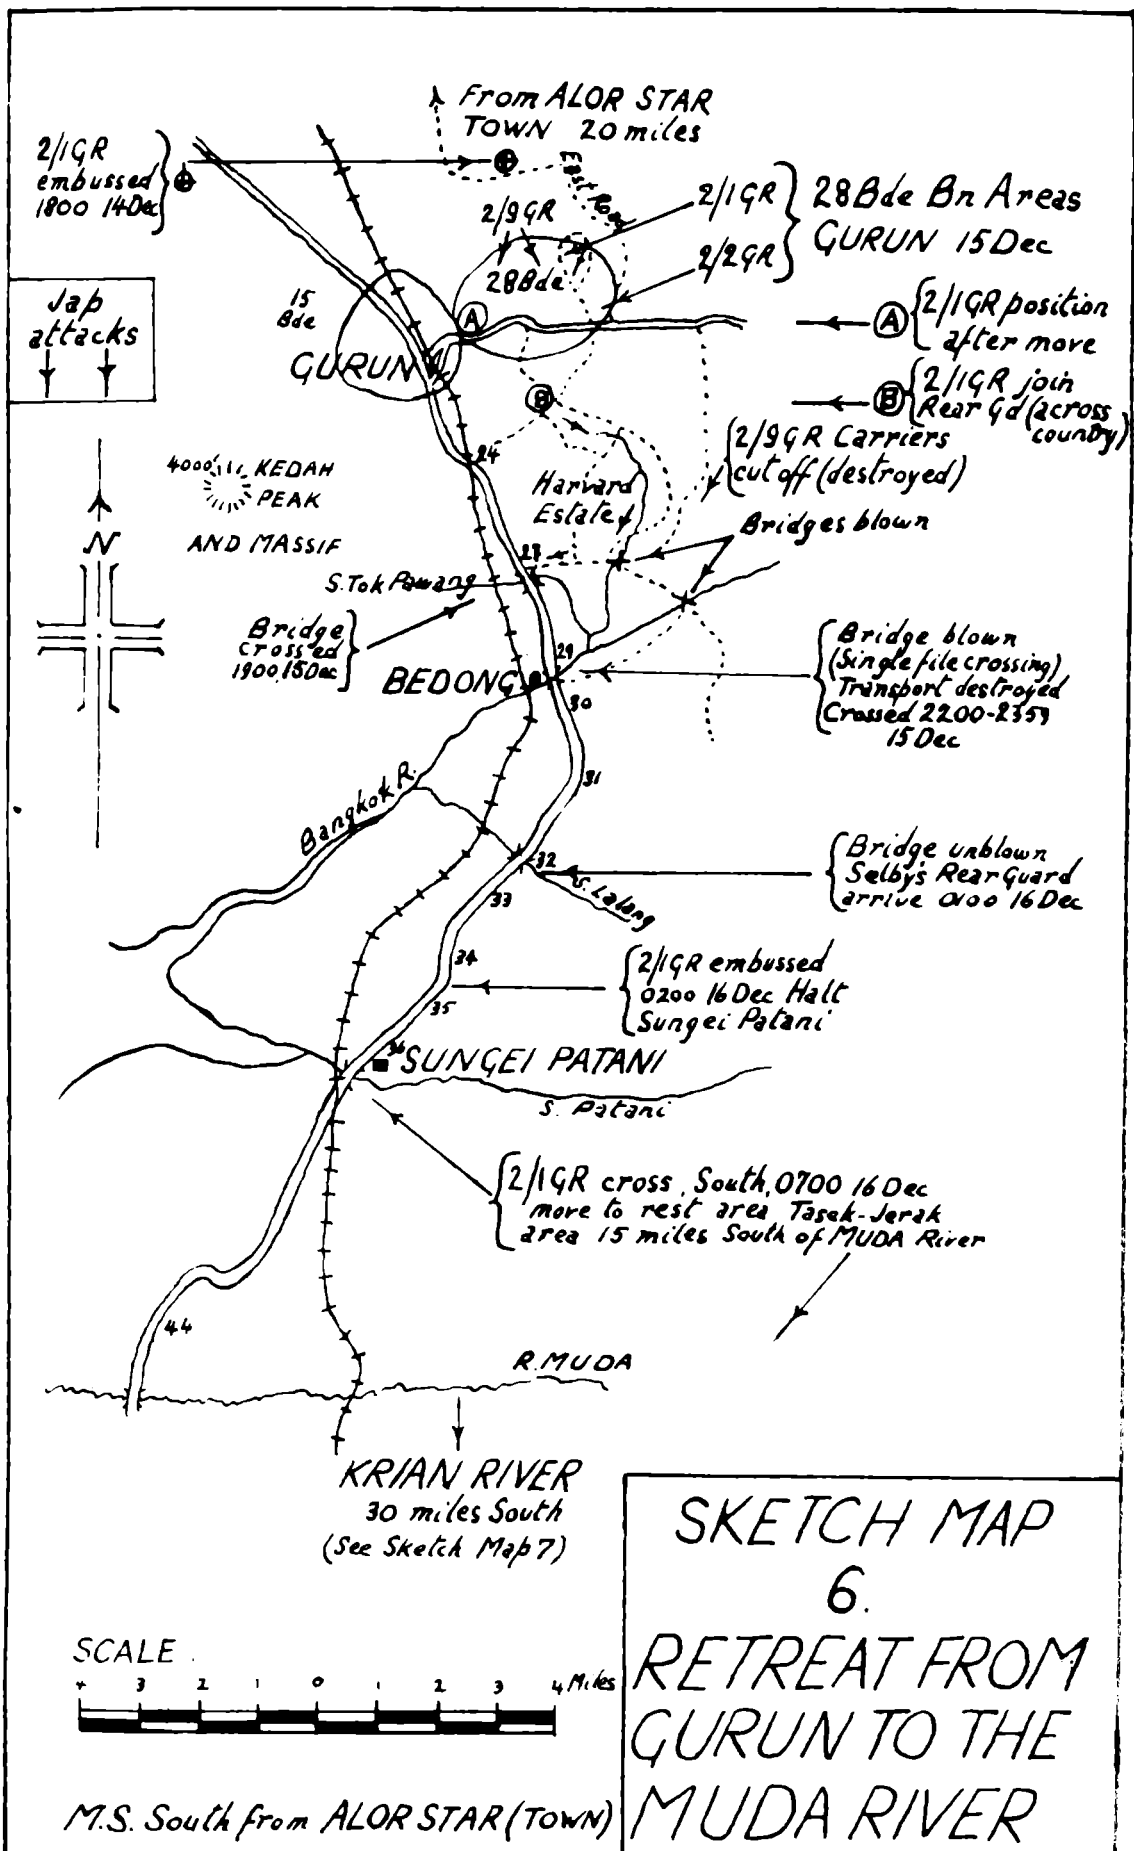 From ALOR STAR
TOWN 20 miles
2/1GR
embussed
1800 14Dec
East Road
2/9GR
28Bde
2/1GR
2/2GR
28Bde Bn Areas
GURUN 15Dec
Jap
attacks
15
Bde
A
GURUN
A
2/1GR position
after move
B
B
2/1GR join
Rear Gd (across
country)
2/9GR Carriers
cut off (destroyed)
24
4000'
KEDAH
PEAK
AND MASSIF
Harvard
Estate
Bridges blown
N
S. Tok Pawang
Bridge
Crossed
1900, 15Dec
29
BEDONG
30
Bridge blown
(Single file crossing)
Transport destroyed
Crossed 2200-2359
15 Dec
31
Bangkok R.
32
S. Lalang
Bridge unblown
Selby's Rear Guard
arrive 0100 16 Dec
33
34
35
2/1GR embussed
0200 16 Dec Halt
Sungei Patani
36
SUNGEI PATANI
S. Patani
2/1GR cross, South, 0700 16 Dec
move to rest area Tasek-Jerak
area 15 miles South of MUDA River
44
R. MUDA
KRIAN RIVER
30 miles South
(See Sketch Map 7)
SKETCH MAP
6.
RETREAT FROM
GURUN TO THE
MUDA RIVER
SCALE
4 3 2 1 0 1 2 3 4 Miles
M.S. South from ALOR STAR (TOWN)